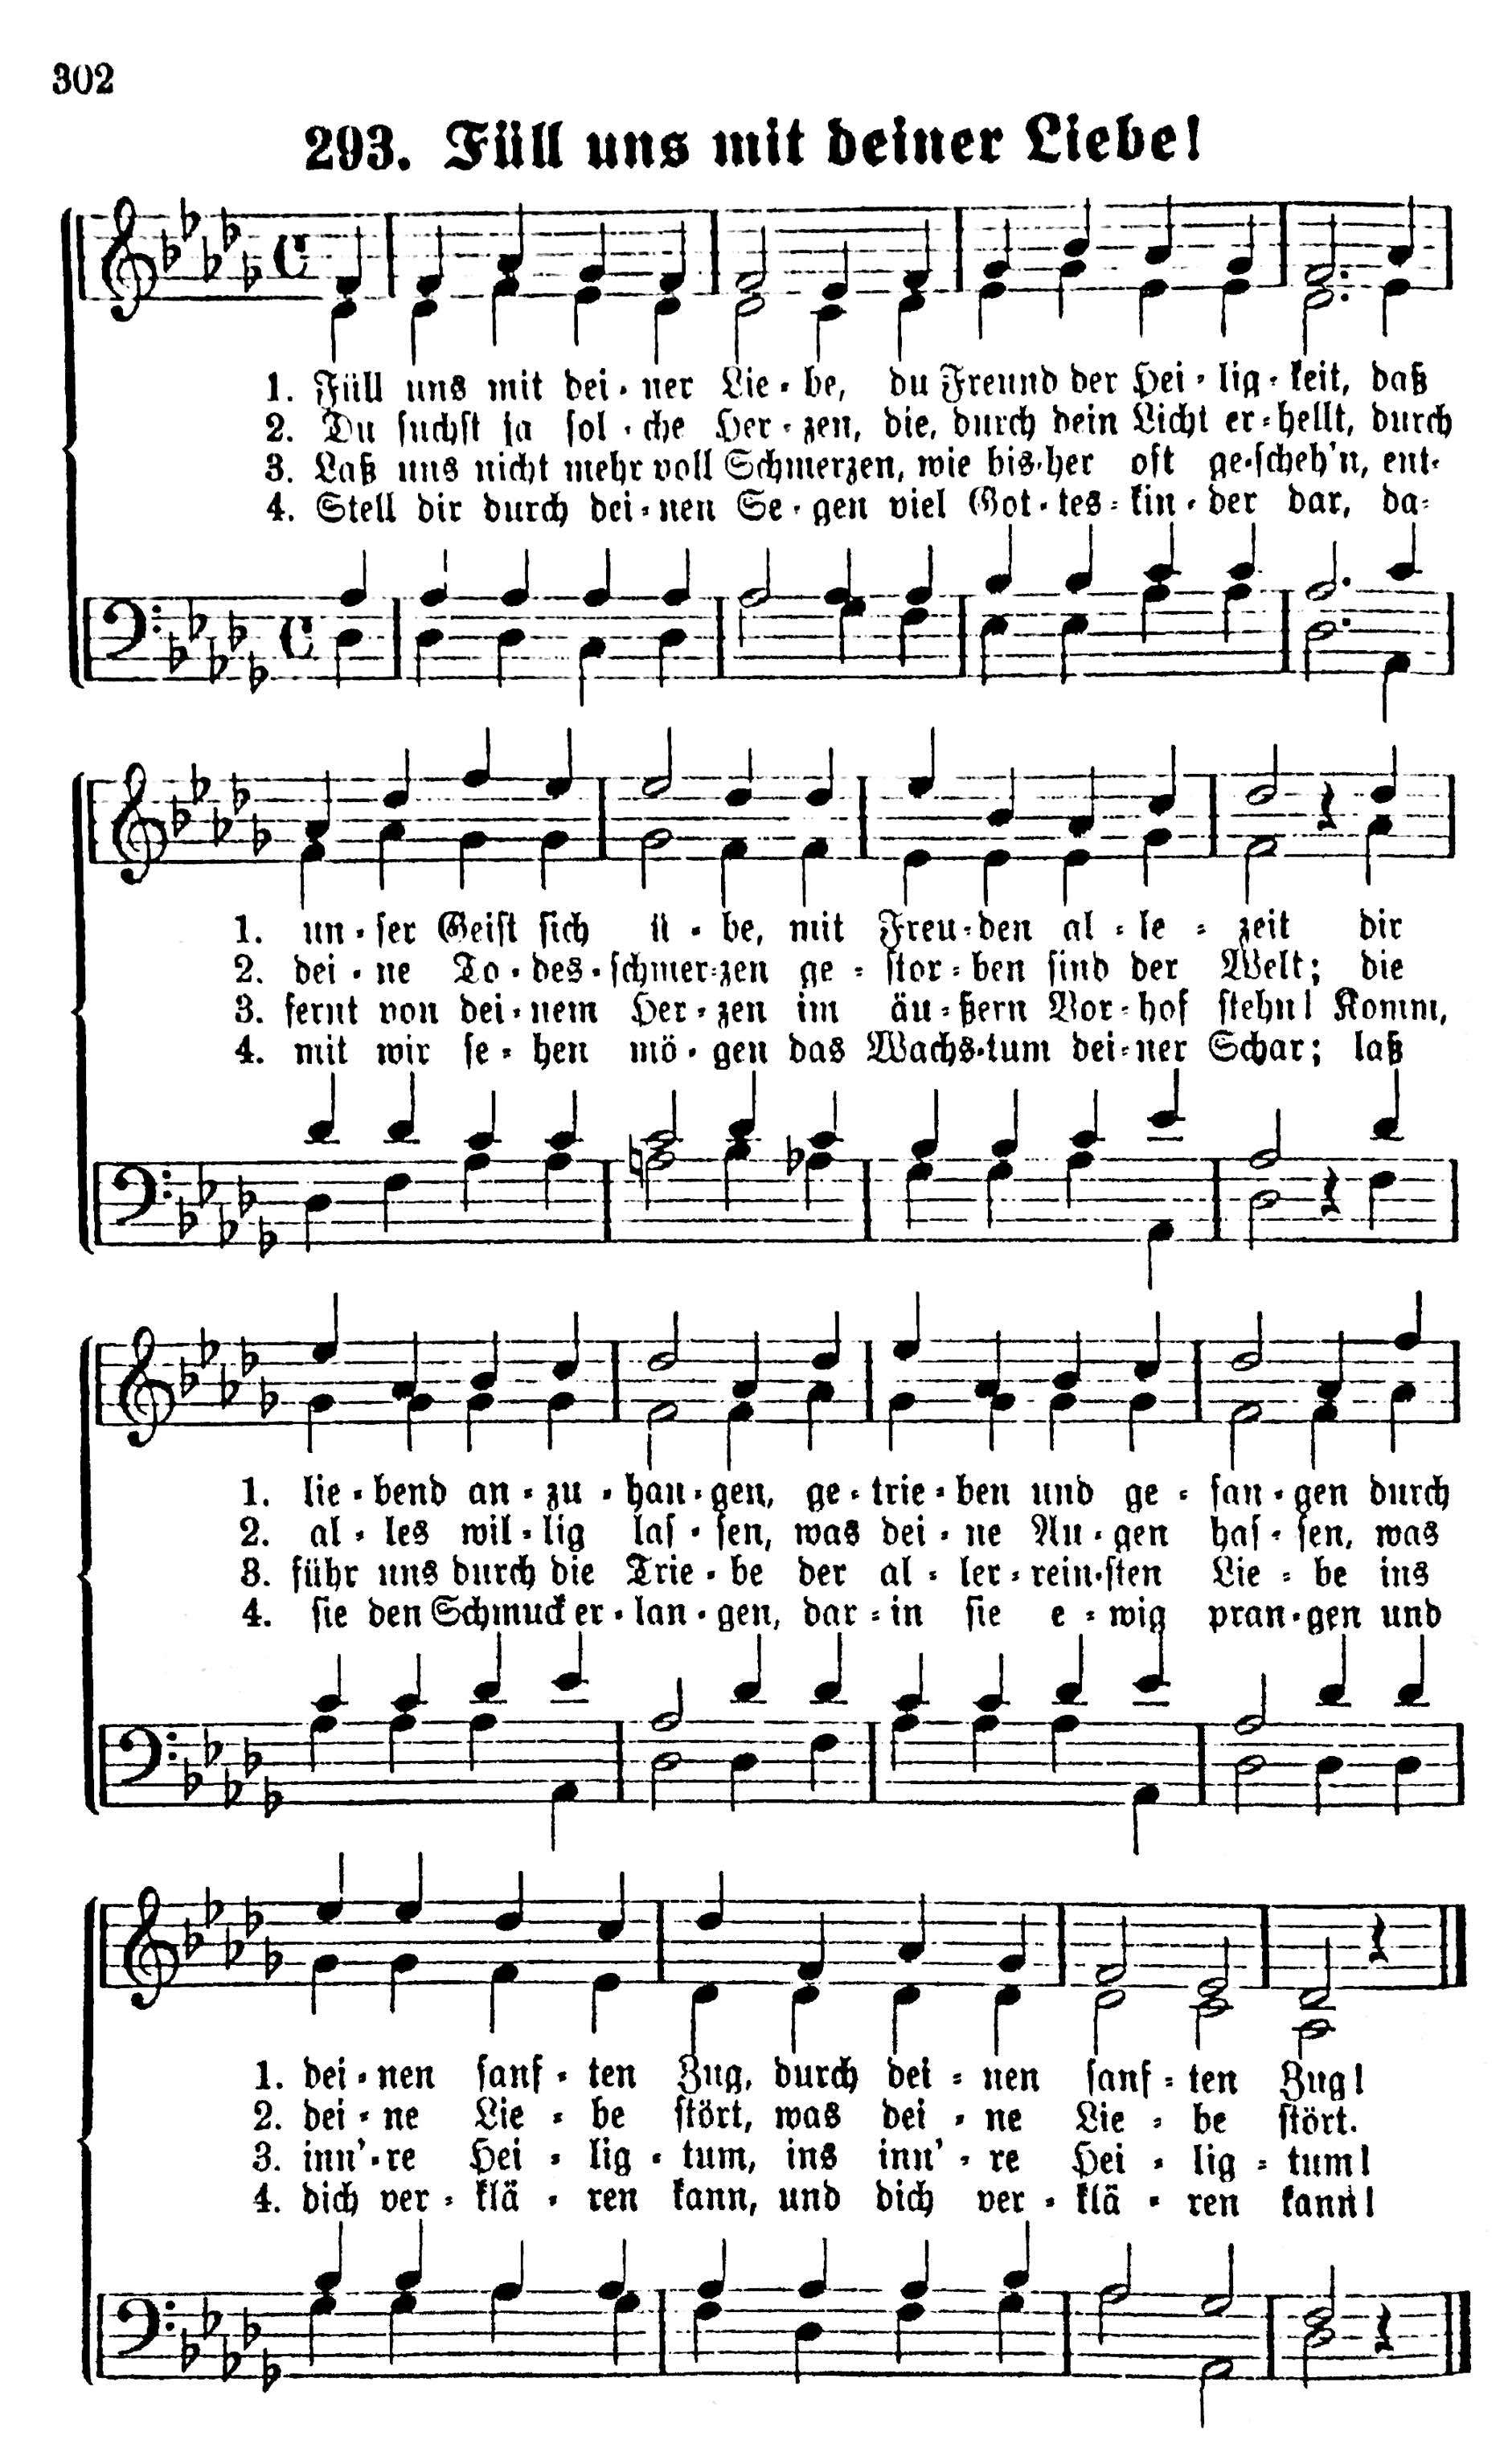 302
293. Füll uns mit deiner Liebe!
1. Füll uns mit dei-ner Lie-be, du Freund der Hei-lig-keit, daß
2. Du suchst ja sol-che Her-zen, die, durch dein Licht er-hellt, durch
3. Laß uns nicht mehr voll Schmerzen, wie bis-her oft ge-scheh'n, ent-
4. Stell dir durch dei-nen Se-gen viel Got-tes-kin-der dar, da-
1. un-ser Geist sich ü-be, mit Freu-den al-le-zeit dir
2. dei-ne To-des-schmer-zen ge-stor-ben sind der Welt; die
3. fernt von dei-nem Her-zen im äu-ßern Vor-hof stehn! Komm,
4. mit wir se-hen mö-gen das Wachs-tum dei-ner Schar; laß
1. lie-bend an-zu-han-gen, ge-trie-ben und ge-fan-gen durch
2. al-les wil-lig las-sen, was dei-ne Au-gen has-sen, was
3. führ uns durch die Trie-be der al-ler-rein-sten Lie-be ins
4. sie den Schmuck er-lan-gen, dar-in sie e-wig pran-gen und
1. dei-nen sanf-ten Zug, durch dei-nen sanf-ten Zug!
2. dei-ne Lie-be stört, was dei-ne Lie-be stört.
3. inn'-re Hei-lig-tum, ins inn'-re Hei-lig-tum!
4. dich ver-klä-ren kann, und dich ver-klä-ren kann!